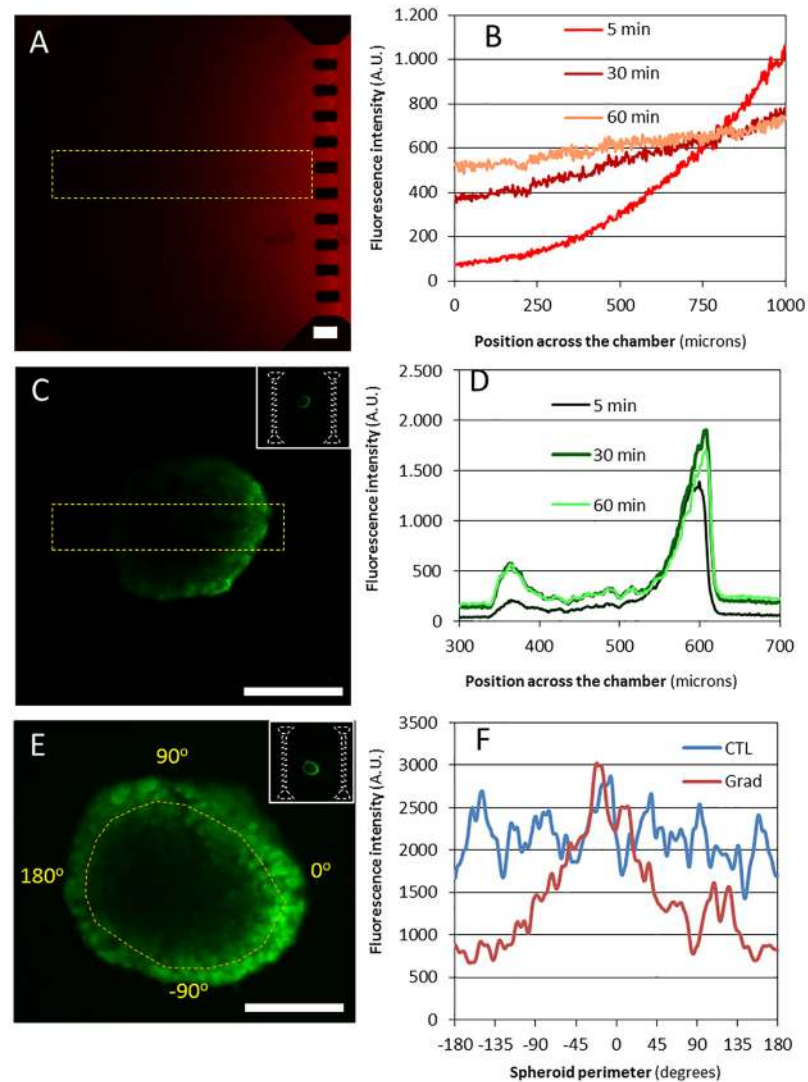 A
B
1.200
1.000
800
600
400
200
0
Fluorescence intensity (A.U.)
5 min
30 min
60 min
0
250
500
750
1000
Position across the chamber (microns)
C
D
2.500
2.000
1.500
1.000
500
0
Fluorescence intensity (A.U.)
5 min
30 min
60 min
300
400
500
600
700
Position across the chamber (microns)
E
90º
180º
0º
-90º
F
3500
3000
2500
2000
1500
1000
500
0
Fluorescence intensity (A.U.)
CTL
Grad
-180
-135
-90
-45
0
45
90
135
180
Spheroid perimeter (degrees)